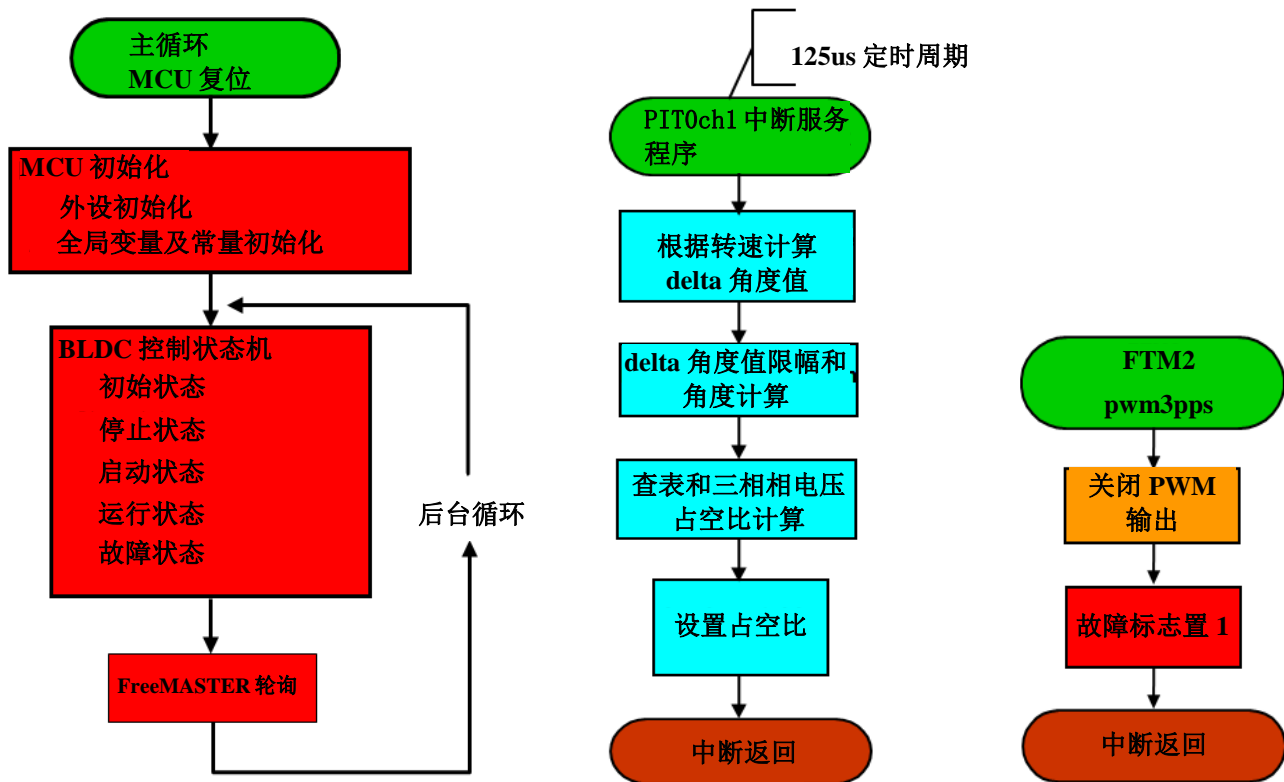 主循环
MCU 复位
MCU 初始化
外设初始化
全局变量及常量初始化
BLDC 控制状态机
初始状态
停止状态
启动状态
运行状态
故障状态
后台循环
FreeMASTER 轮询
125us 定时周期
PIT0ch1 中断服务
程序
根据转速计算
delta 角度值
delta 角度值限幅和
角度计算
查表和三相相电压
占空比计算
设置占空比
中断返回
FTM2
pwm3pps
关闭 PWM
输出
故障标志置 1
中断返回